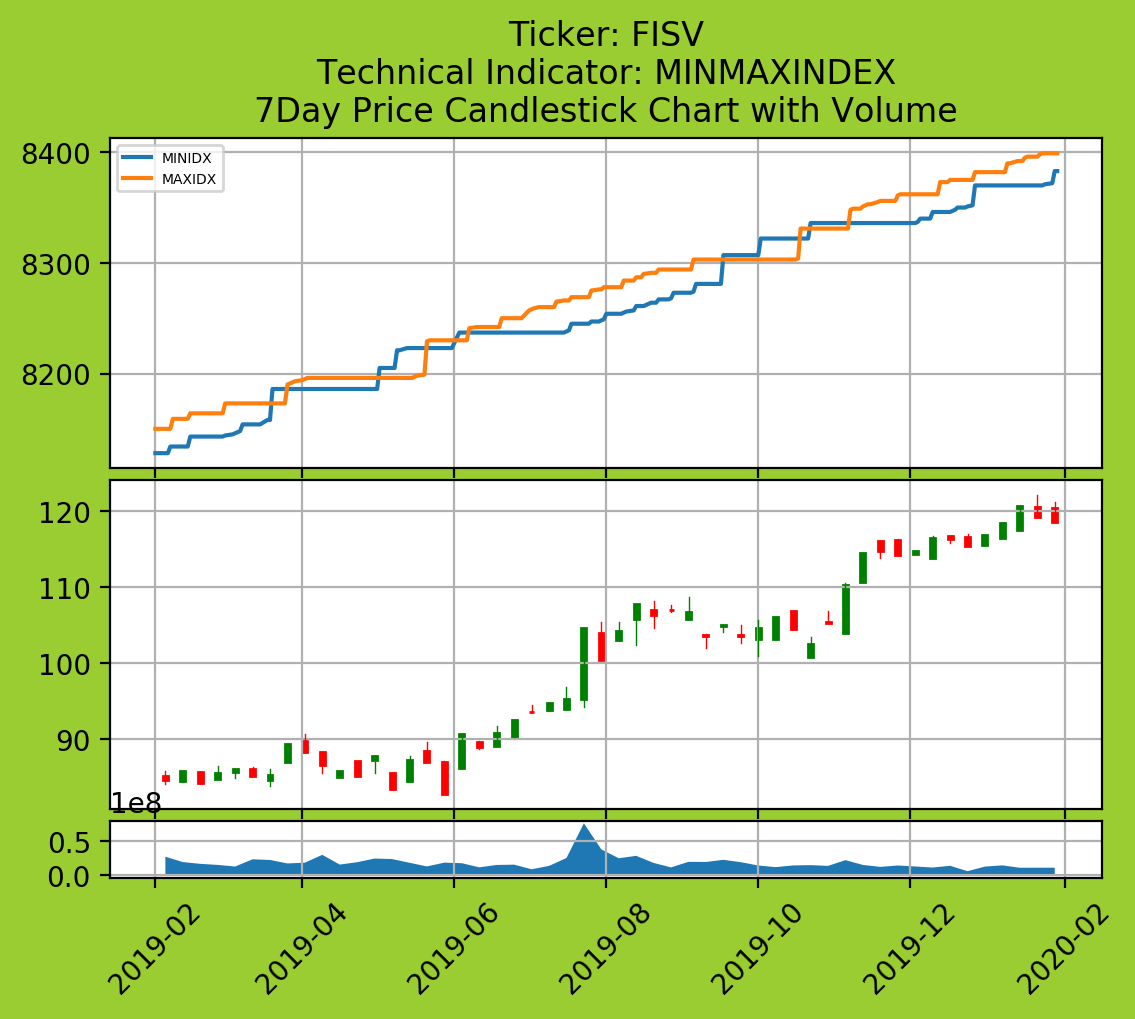 Ticker: FISV
Technical Indicator: MINMAXINDEX
7Day Price Candlestick Chart with Volume
8400
8300
8200
MINIDX
MAXIDX
120
110
100
90
1e8
0.5
0.0
2019-02
2019-04
2019-06
2019-08
2019-10
2019-12
2020-02